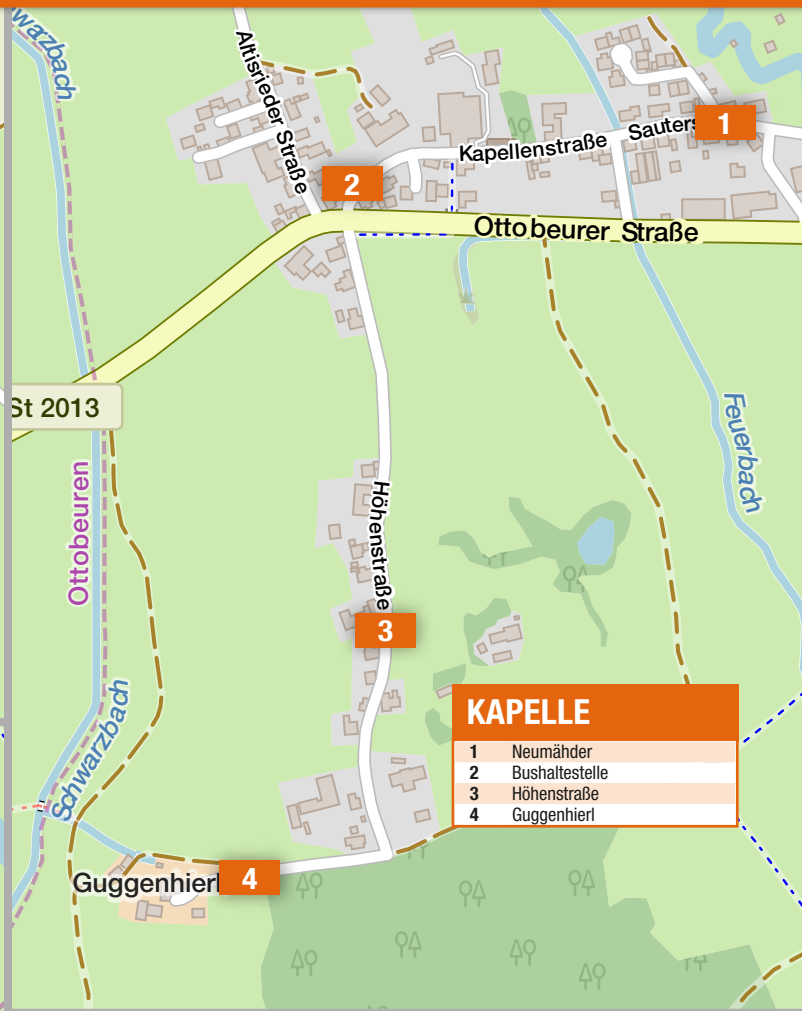 warzbach
Altisrieder Straße
Kapellenstraße
Sauters
1
2
Ottobeurer Straße
St 2013
Ottobeuren
Höhenstraße
Feuerbach
3
Schwarzbach
KAPELLE
1 Neumähder
2 Bushaltestelle
3 Höhenstraße
4 Guggenhierl
Guggenhierl
4